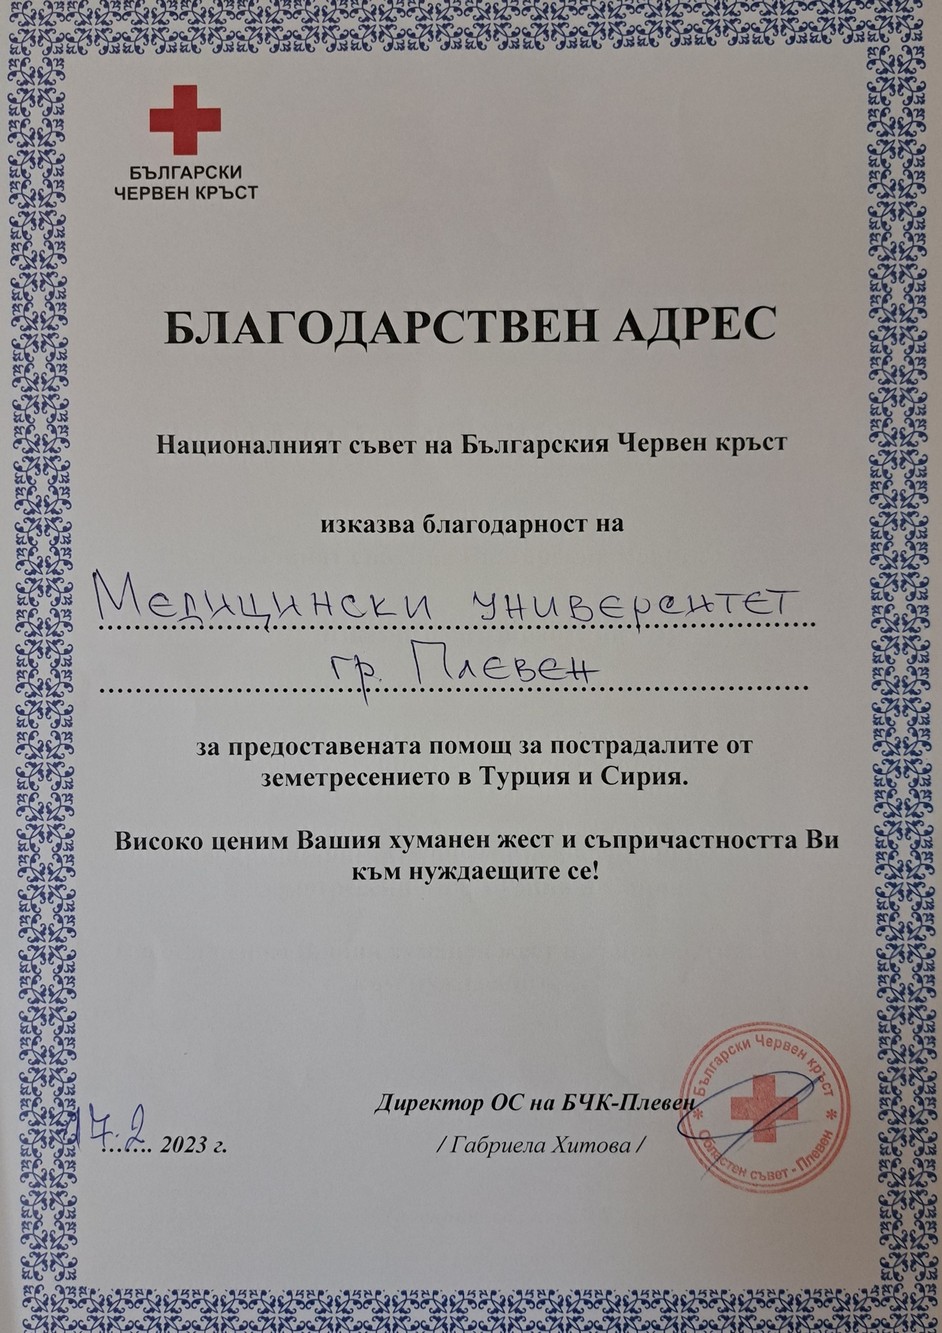 БЪЛГАРСКИ
ЧЕРВЕН КРЪСТ
БЛАГОДАРСТВЕН АДРЕС
Националният съвет на Българския Червен кръст
изказва благодарност на
Медицински университет
гр. Плевен
за предоставената помощ за пострадалите от
земетресението в Турция и Сирия.
Високо ценим Вашия хуманен жест и съпричастността Ви
към нуждаещите се!
Директор ОС на БЧК-Плевен
17.2 2023 г.
/ Габриела Хитова /
Български Червен кръст
Областен съвет - Плевен